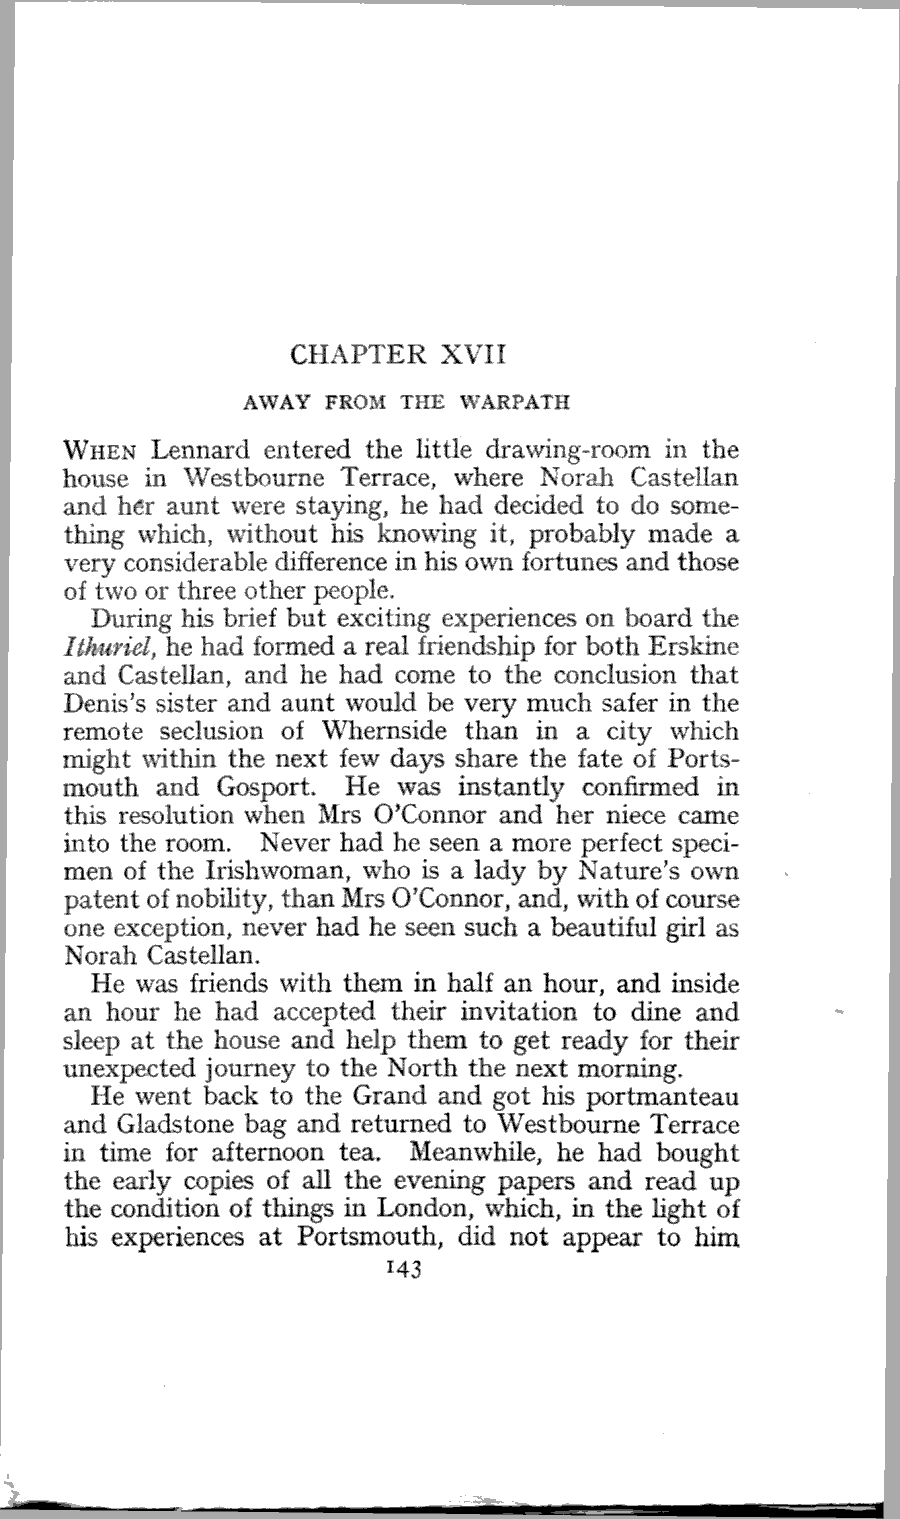 CHAPTER XVII
AWAY FROM THE WARPATH
WHEN Lennard entered the little drawing-room in the
house in Westbourne Terrace, where Norah Castellan
and her aunt were staying, he had decided to do some-
thing which, without his knowing it, probably made a
very considerable difference in his own fortunes and those
of two or three other people.
During his brief but exciting experiences on board the
Ithuriel, he had formed a real friendship for both Erskine
and Castellan, and he had come to the conclusion that
Denis's sister and aunt would be very much safer in the
remote seclusion of Whernside than in a city which
might within the next few days share the fate of Ports-
mouth and Gosport. He was instantly confirmed in
this resolution when Mrs O'Connor and her niece came
into the room. Never had he seen a more perfect speci-
men of the Irishwoman, who is a lady by Nature's own
patent of nobility, than Mrs O'Connor, and, with of course
one exception, never had he seen such a beautiful girl as
Norah Castellan.
He was friends with them in half an hour, and inside
an hour he had accepted their invitation to dine and
sleep at the house and help them to get ready for their
unexpected journey to the North the next morning.
He went back to the Grand and got his portmanteau
and Gladstone bag and returned to Westbourne Terrace
in time for afternoon tea. Meanwhile, he had bought
the early copies of all the evening papers and read up
the condition of things in London, which, in the light of
his experiences at Portsmouth, did not appear to him
143